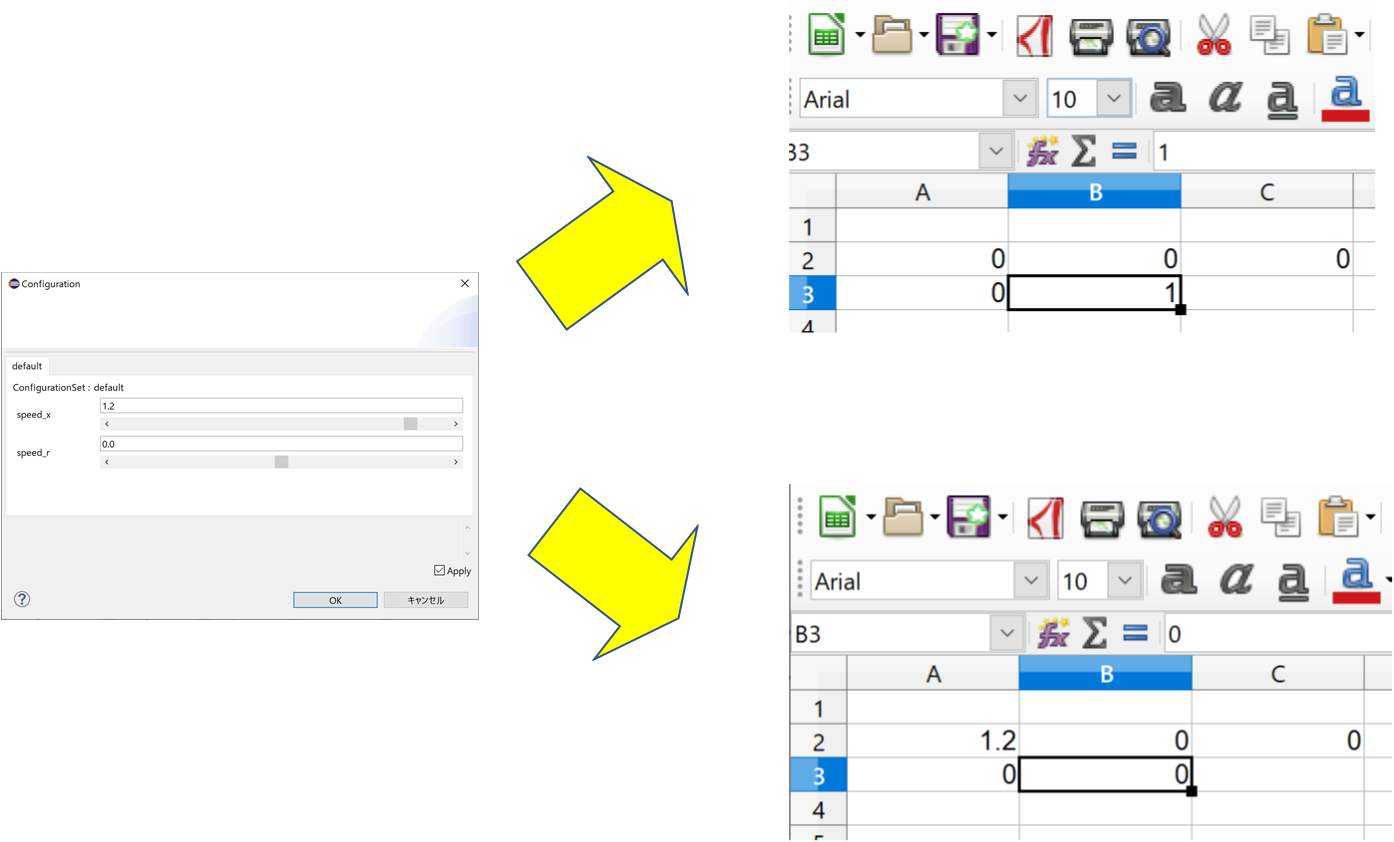 Configuration
default
ConfigurationSet : default
speed_x
1.2
speed_r
0.0
Apply
OK
キャンセル
Arial
10
B3
1
A B C
1
2 0 0 0
3 0 1
4
Arial
10
B3
0
A B C
1
2 1.2 0 0
3 0 0
4